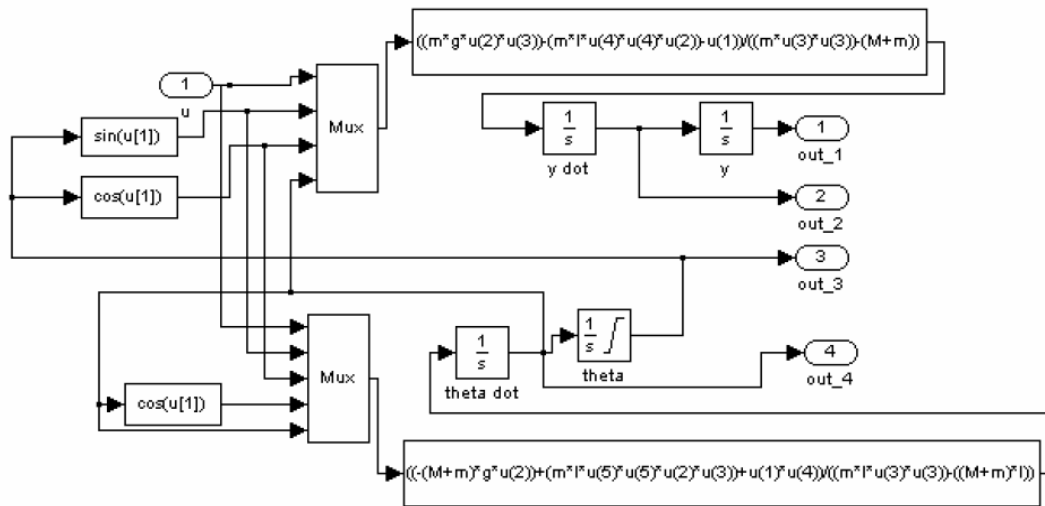 ((m*g*u(2)*u(3))-(m*l*u(4)*u(4)*u(2))-u(1))/((m*u(3)*u(3))-(M+m))
1
u
Mux
sin(u[1])
cos(u[1])
1
s
y dot
1
s
y
1
out_1
2
out_2
3
out_3
Mux
cos(u[1])
1
s
theta dot
1
s
theta
4
out_4
((-(M+m)*g*u(2))+(m*l*u(5)*u(5)*u(2)*u(3))+u(1)*u(4))/((m*l*u(3)*u(3))-((M+m)*l))